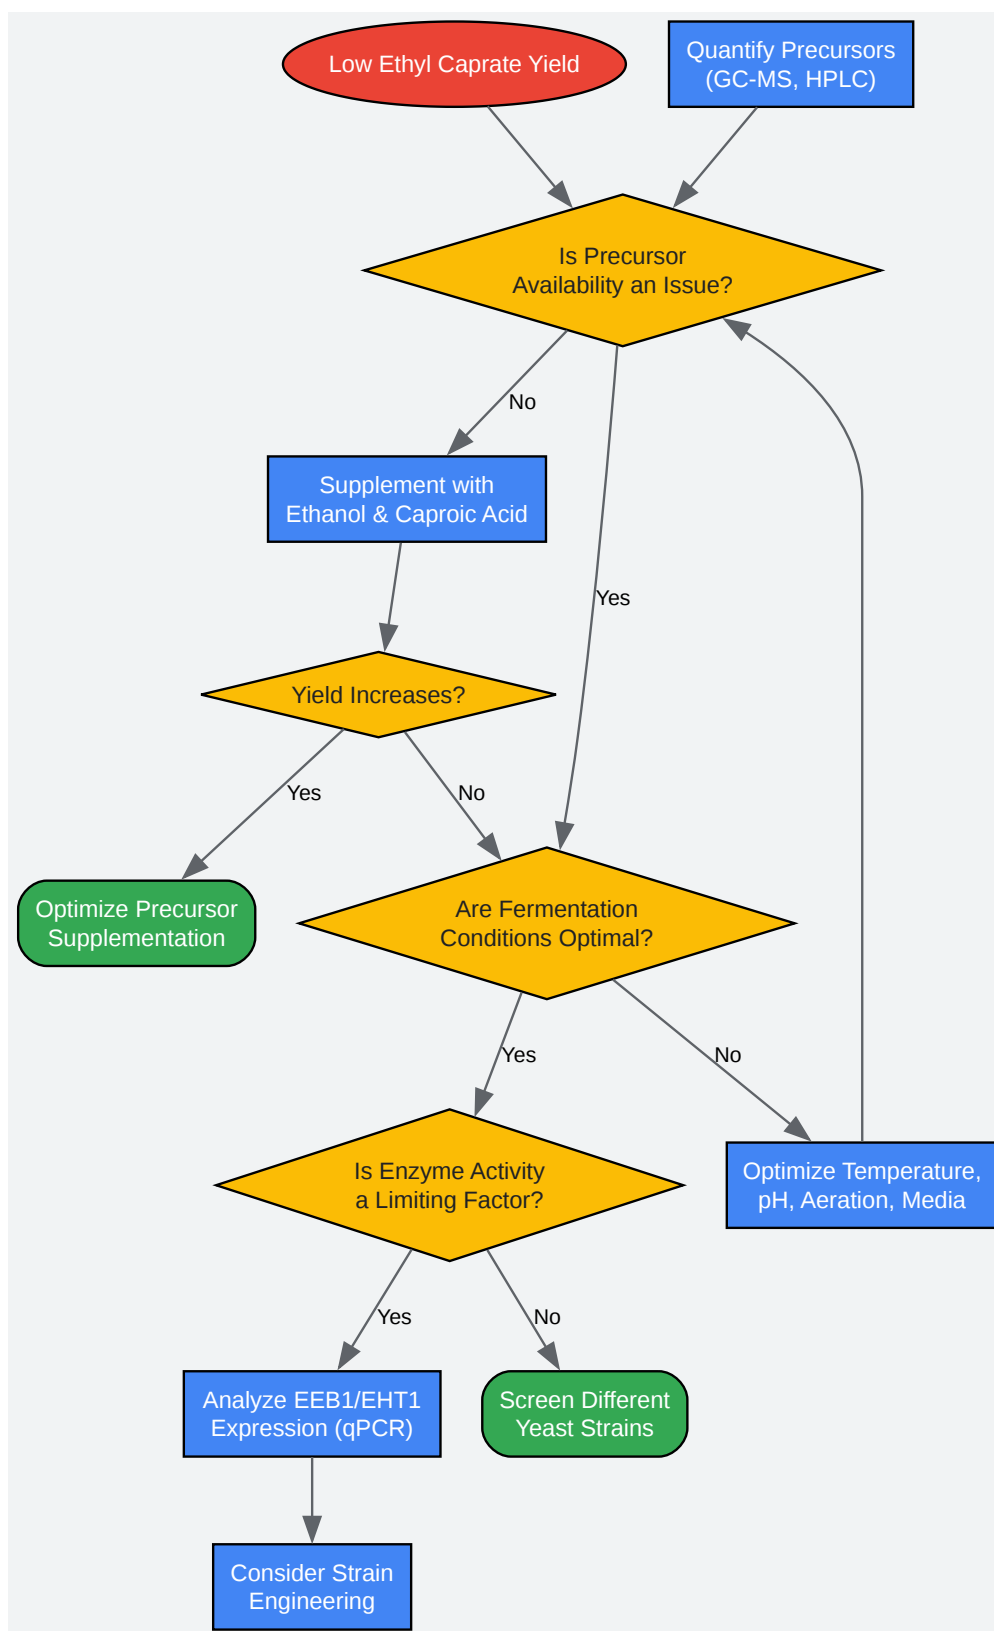 Low Ethyl Caprate Yield
Quantify Precursors
(GC-MS, HPLC)
Is Precursor
Availability an Issue?
No
Supplement with
Ethanol & Caproic Acid
Yes
Yield Increases?
Yes
No
Optimize Precursor
Supplementation
Are Fermentation
Conditions Optimal?
Yes
No
Is Enzyme Activity
a Limiting Factor?
Optimize Temperature,
pH, Aeration, Media
Yes
No
Analyze EEB1/EHT1
Expression (qPCR)
Screen Different
Yeast Strains
Consider Strain
Engineering